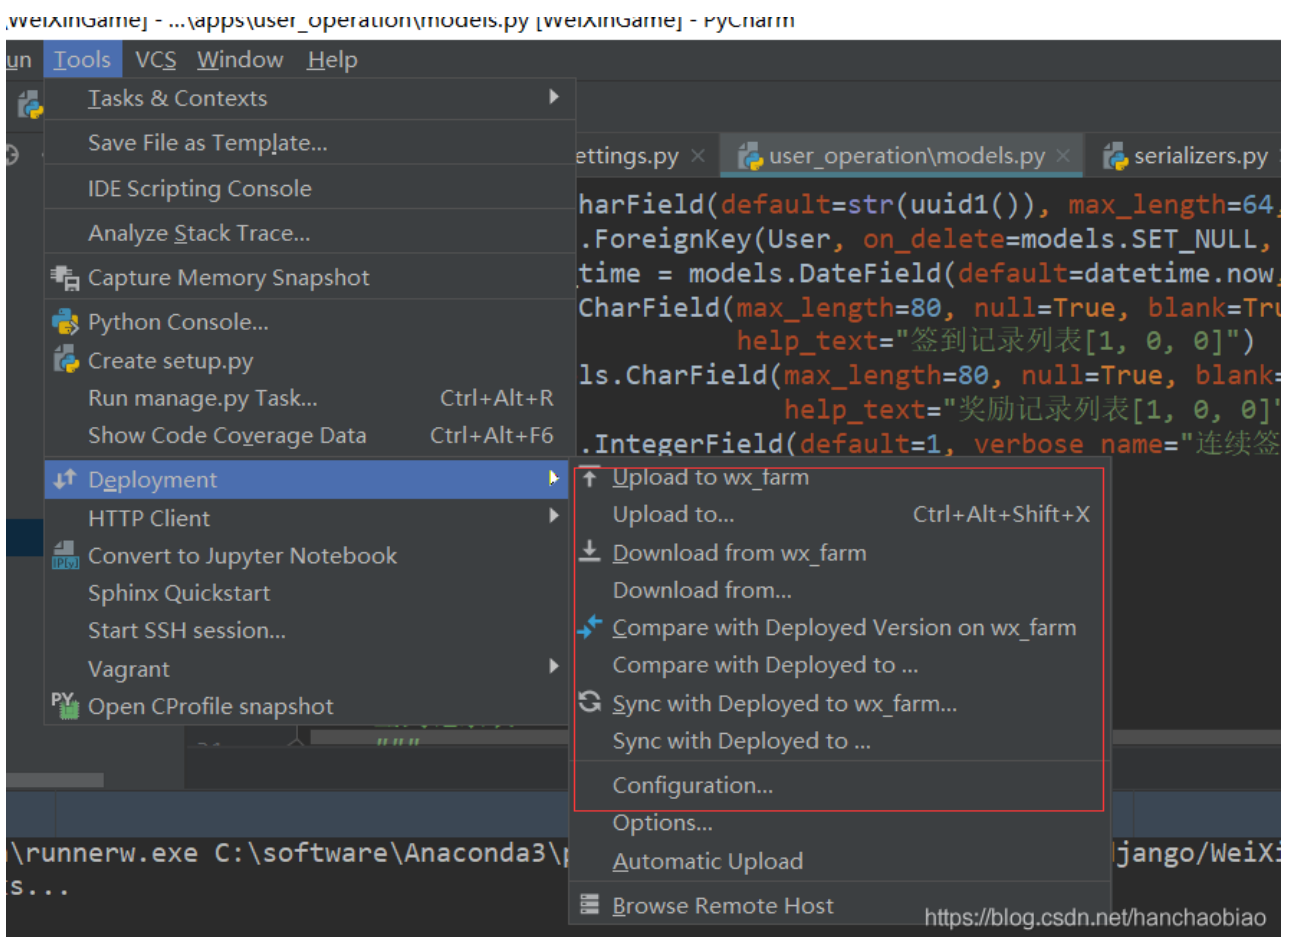 WeiXinGame] - ...\apps\user_operation\models.py [WeiXinGame] - PyCharm
un Tools VCS Window Help
Tasks & Contexts
Save File as Template...
ettings.py × user_operation\models.py × serializers.py
IDE Scripting Console
harField(default=str(uuid1()), max_length=64,
Analyze Stack Trace...
.ForeignKey(User, on_delete=models.SET_NULL,
Capture Memory Snapshot
time = models.DateField(default=datetime.now,
Python Console...
CharField(max_length=80, null=True, blank=Tru
help_text="签到记录列表[1, 0, 0]")
Create setup.py
ls.CharField(max_length=80, null=True, blank=
Run manage.py Task... Ctrl+Alt+R
help_text="奖励记录列表[1, 0, 0]"
Show Code Coverage Data Ctrl+Alt+F6
.IntegerField(default=1, verbose_name="连续签
Deployment
Upload to wx_farm
HTTP Client
Upload to... Ctrl+Alt+Shift+X
Convert to Jupyter Notebook
Download from wx_farm
Sphinx Quickstart
Download from...
Start SSH session...
Compare with Deployed Version on wx_farm
Vagrant
Compare with Deployed to ...
Open CProfile snapshot
Sync with Deployed to wx_farm...
"""
Sync with Deployed to ...
Configuration...
Options...
\runnerw.exe C:\software\Anaconda3\
jango/WeiXi
Automatic Upload
s...
Browse Remote Host
https://blog.csdn.net/hanchaobiao